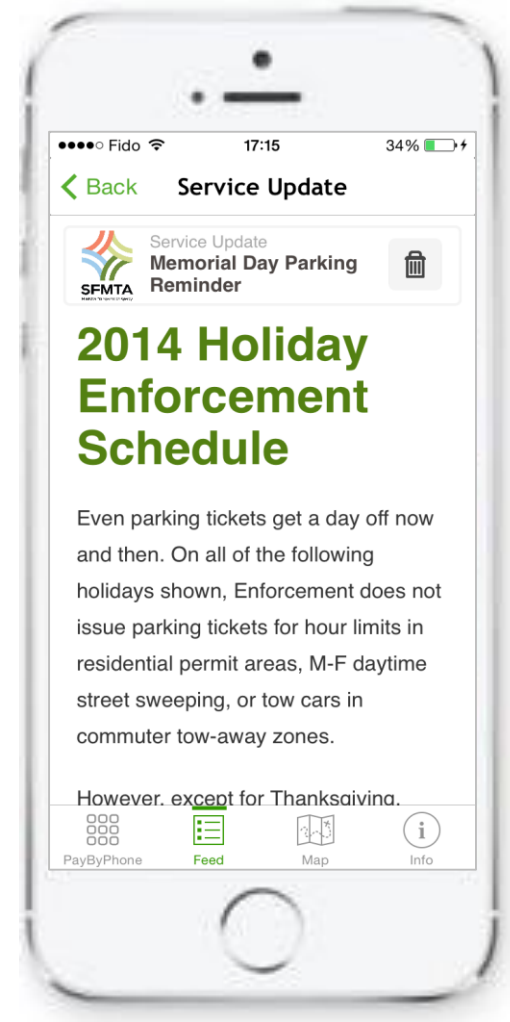 ●●●●○ Fido 17:15 34%
Back Service Update
SFMTA
Service Update
Memorial Day Parking
Reminder
2014 Holiday
Enforcement
Schedule
Even parking tickets get a day off now
and then. On all of the following
holidays shown, Enforcement does not
issue parking tickets for hour limits in
residential permit areas, M-F daytime
street sweeping, or tow cars in
commuter tow-away zones.
However, except for Thanksgiving,
PayByPhone Feed Map Info